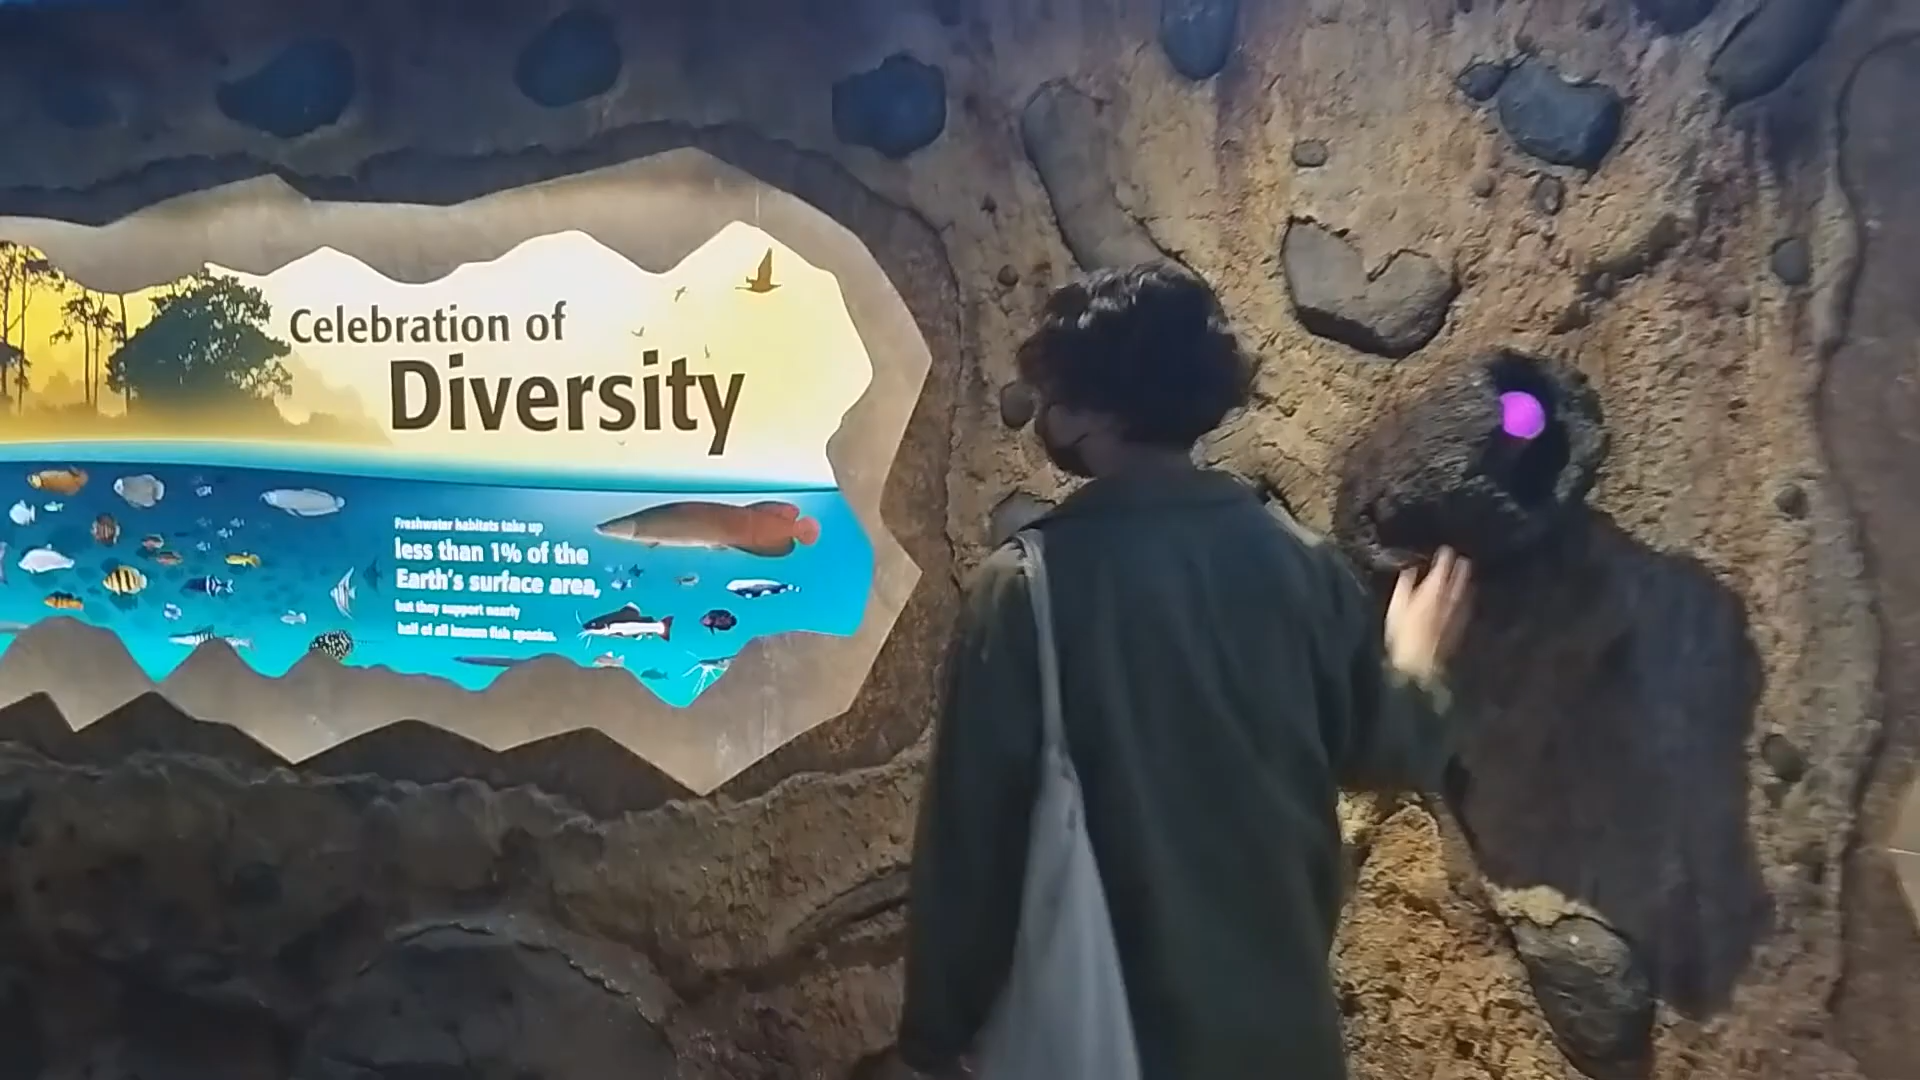 Celebration of
Diversity
Freshwater habitats take up
less than 1% of the
Earth's surface area,
but they support nearly
half of all known fish species.